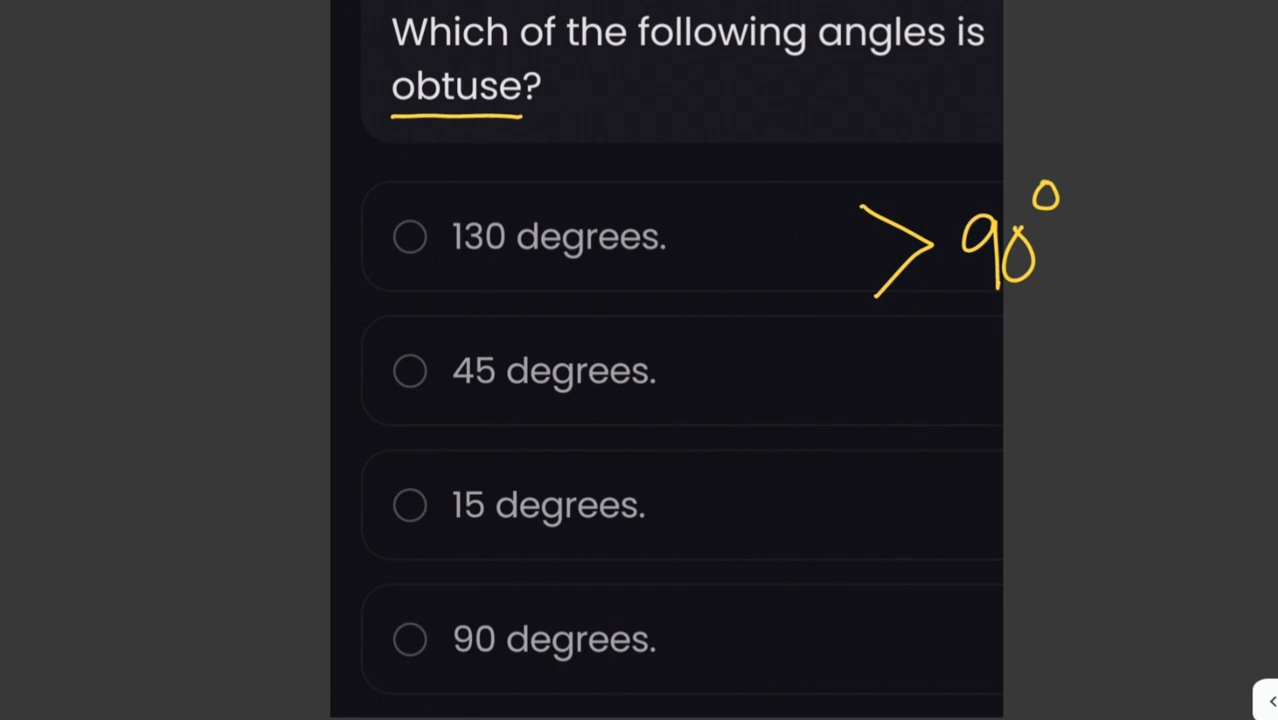 Which of the following angles is
obtuse?
130 degrees.
> 90°
45 degrees.
15 degrees.
90 degrees.